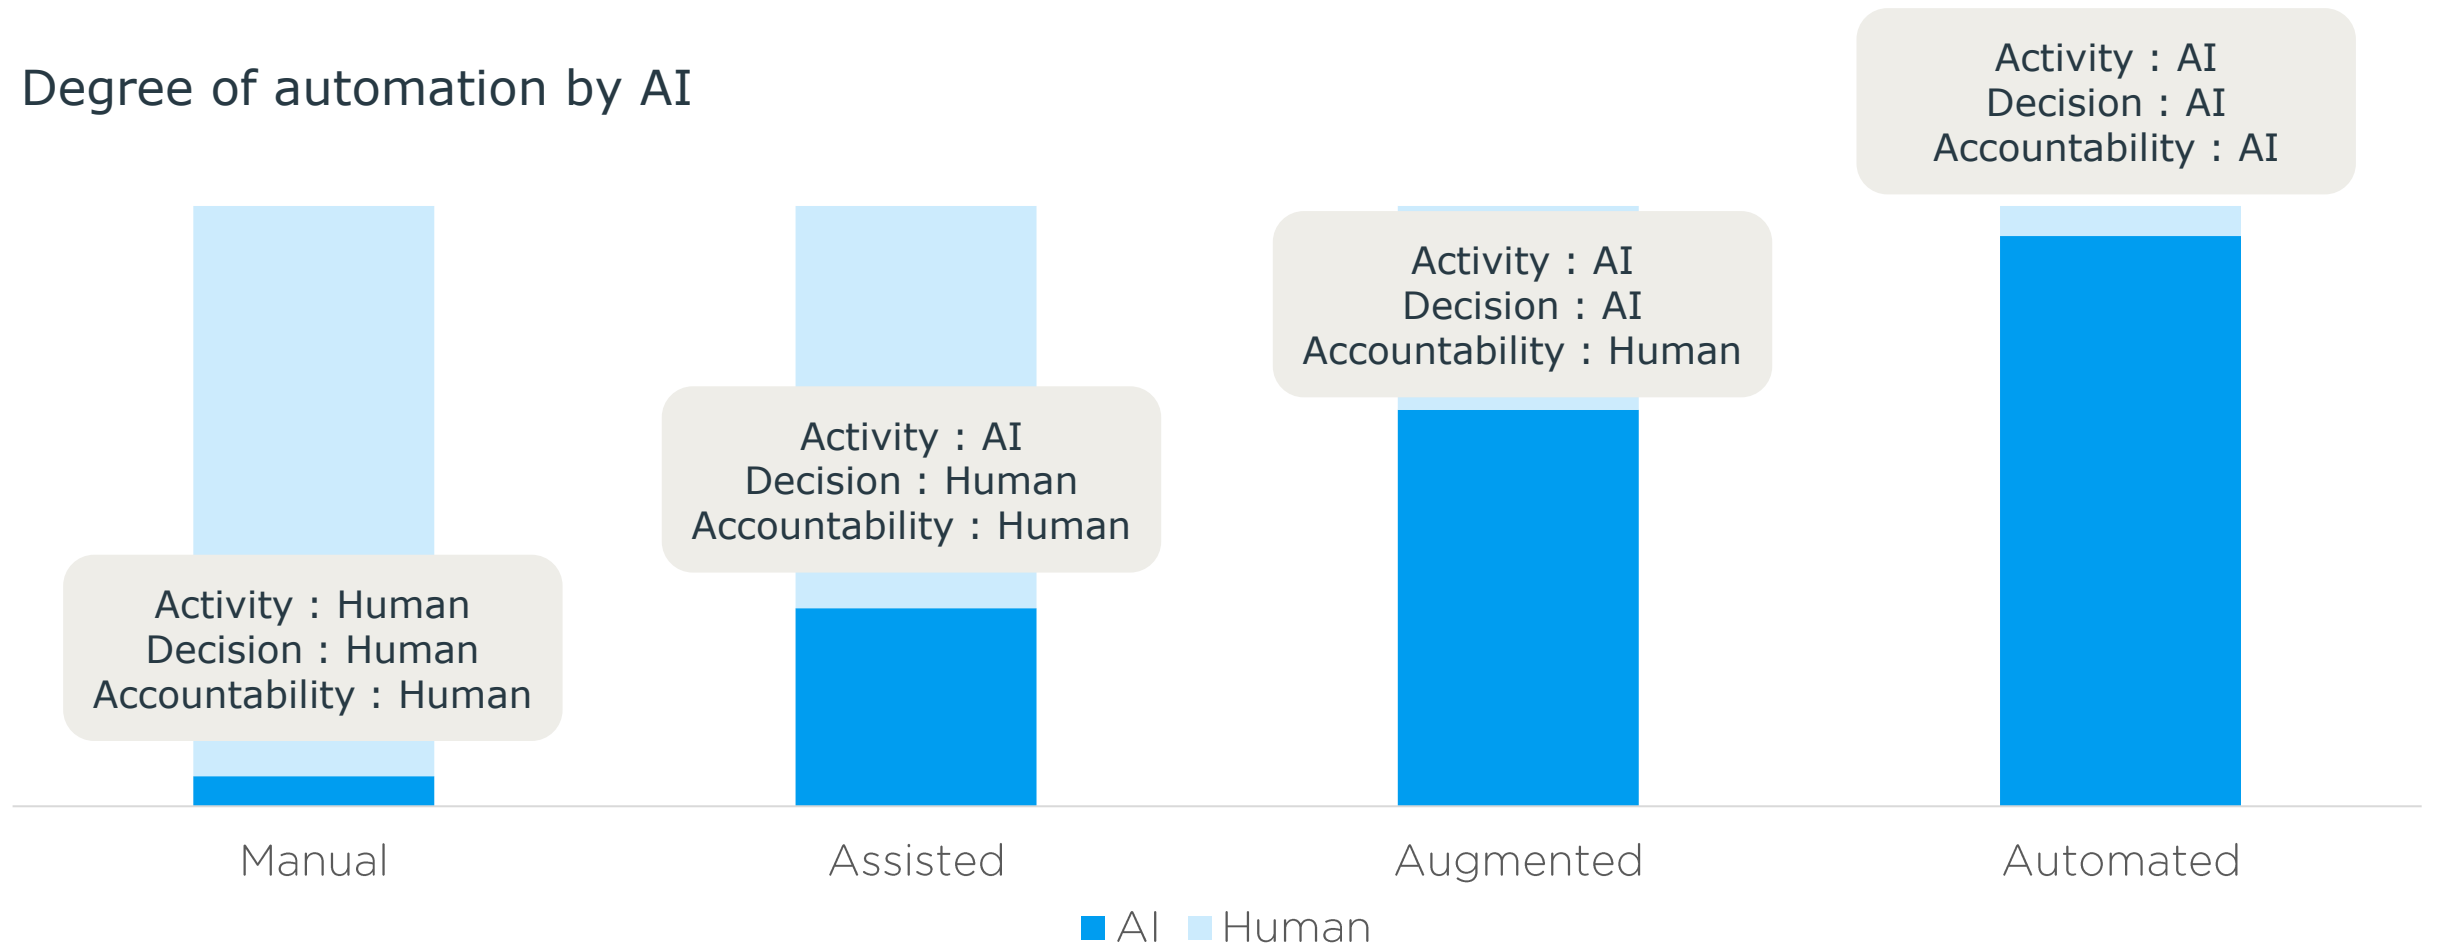 Degree of automation by AI
Activity : Human
Decision : Human
Accountability : Human
Activity : AI
Decision : Human
Accountability : Human
Activity : AI
Decision : AI
Accountability : Human
Activity : AI
Decision : AI
Accountability : AI
Manual
Assisted
Augmented
Automated
AI
Human